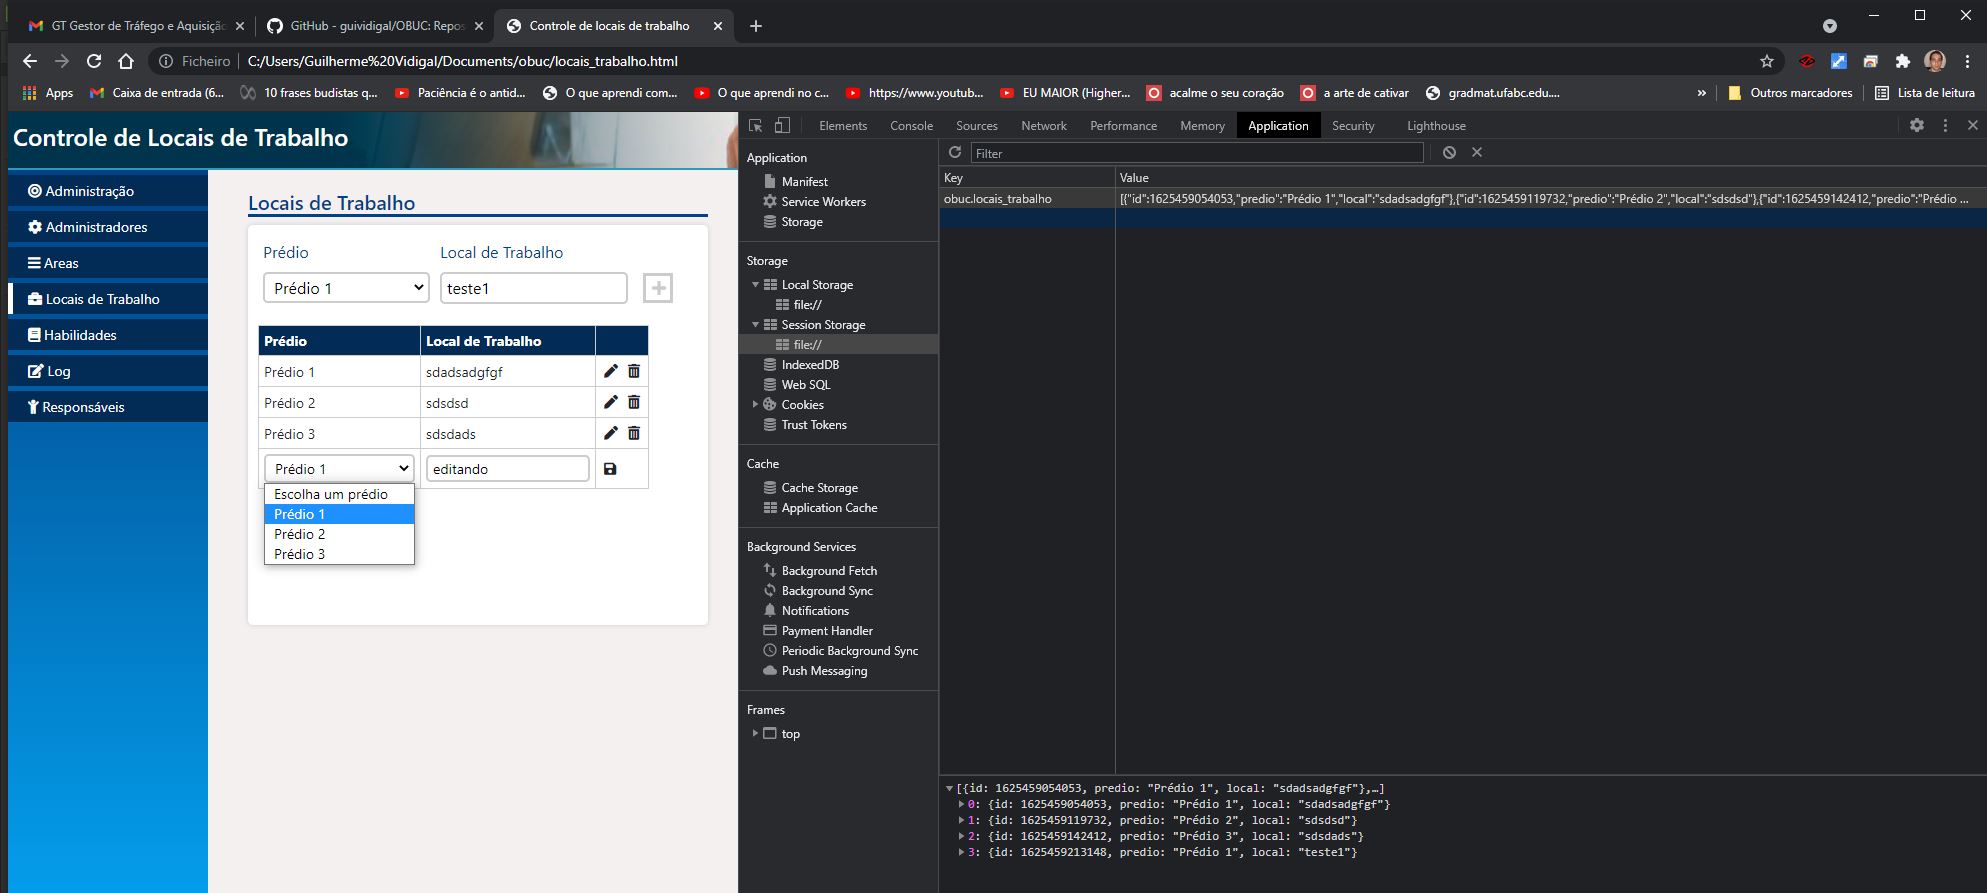 GT Gestor de Tráfego e Aquisição
GitHub - guividigal/OBUC: Repos
Controle de locais de trabalho
Ficheiro | C:/Users/Guilherme%20Vidigal/Documents/obuc/locais_trabalho.html
Apps
Caixa de entrada (6...
10 frases budistas q...
Paciência é o antid...
O que aprendi com...
O que aprendi no c...
https://www.youtub...
EU MAIOR (Higher...
acalme o seu coração
a arte de cativar
gradmat.ufabc.edu....
»
Outros marcadores
Lista de leitura
Controle de Locais de Trabalho
Administração
Administradores
Areas
Locais de Trabalho
Habilidades
Log
Responsáveis
Locais de Trabalho
Prédio Local de Trabalho
Prédio 1 teste1
Prédio Local de Trabalho
Prédio 1 sdadsadgfgf
Prédio 2 sdsdsd
Prédio 3 sdsdads
Prédio 1 editando
Escolha um prédio
Prédio 1
Prédio 2
Prédio 3
Elements Console Sources Network Performance Memory Application Security Lighthouse
Application
Manifest
Service Workers
Storage
Storage
Local Storage
file://
Session Storage
file://
IndexedDB
Web SQL
Cookies
Trust Tokens
Cache
Cache Storage
Application Cache
Background Services
Background Fetch
Background Sync
Notifications
Payment Handler
Periodic Background Sync
Push Messaging
Frames
top
Filter
Key Value
obuc.locais_trabalho [{"id":1625459054053,"predio":"Prédio 1","local":"sdadsadgfgf"},{"id":1625459119732,"predio":"Prédio 2","local":"sdsdsd"},{"id":1625459142412,"predio":"Prédio ...
[{id: 1625459054053, predio: "Prédio 1", local: "sdadsadgfgf"},…]
0: {id: 1625459054053, predio: "Prédio 1", local: "sdadsadgfgf"}
1: {id: 1625459119732, predio: "Prédio 2", local: "sdsdsd"}
2: {id: 1625459142412, predio: "Prédio 3", local: "sdsdads"}
3: {id: 1625459213148, predio: "Prédio 1", local: "teste1"}